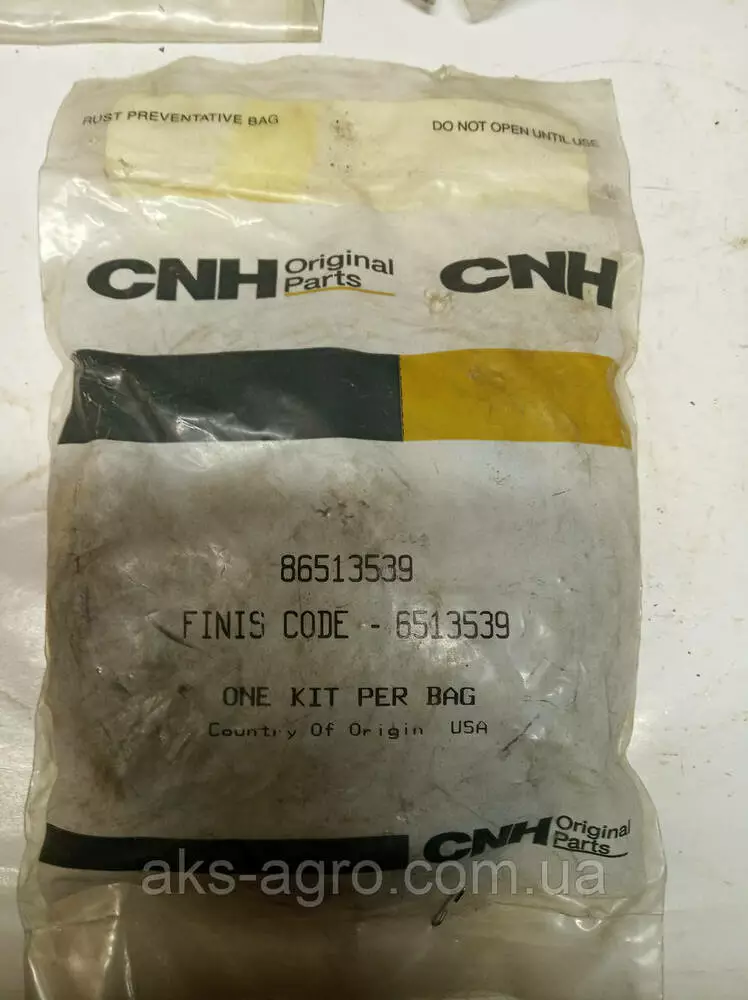 RUST PREVENTATIVE BAG
DO NOT OPEN UNTIL USE
CNH Original Parts
CNH
86513539
FINIS CODE - 6513539
ONE KIT PER BAG
Country Of Origin USA
CNH Original Parts
aks-agro.com.ua